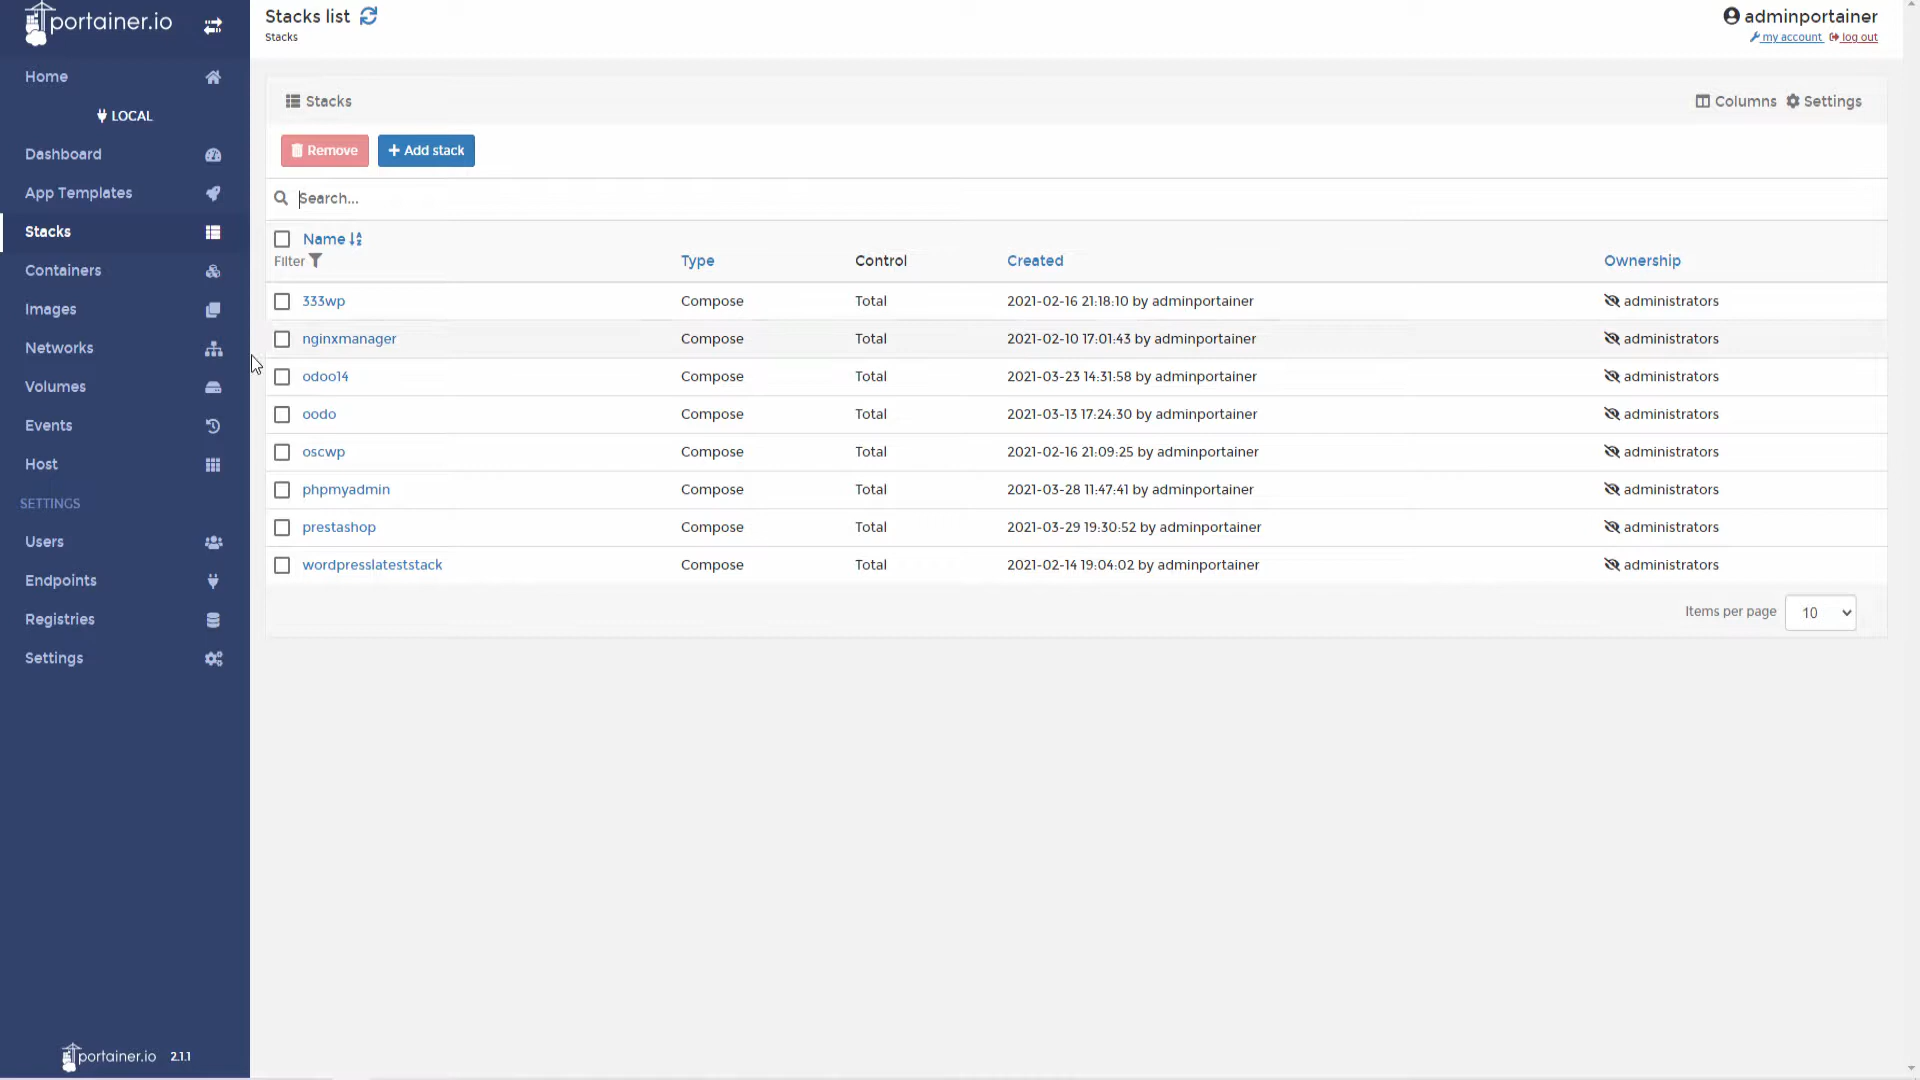 portainer.io
Home
LOCAL
Dashboard
App Templates
Stacks
Containers
Images
Networks
Volumes
Events
Host
SETTINGS
Users
Endpoints
Registries
Settings
portainer.io 2.1.1
Stacks list
Stacks
adminportainer
my account log out
Stacks
Columns Settings
Remove + Add stack
Search...
Name
Filter
Type Control Created Ownership
333wp Compose Total 2021-02-16 21:18:10 by adminportainer administrators
nginxmanager Compose Total 2021-02-10 17:01:43 by adminportainer administrators
odoo14 Compose Total 2021-03-23 14:31:58 by adminportainer administrators
oodo Compose Total 2021-03-13 17:24:30 by adminportainer administrators
oscwp Compose Total 2021-02-16 21:09:25 by adminportainer administrators
phpmyadmin Compose Total 2021-03-28 11:47:41 by adminportainer administrators
prestashop Compose Total 2021-03-29 19:30:52 by adminportainer administrators
wordpresslateststack Compose Total 2021-02-14 19:04:02 by adminportainer administrators
Items per page 10